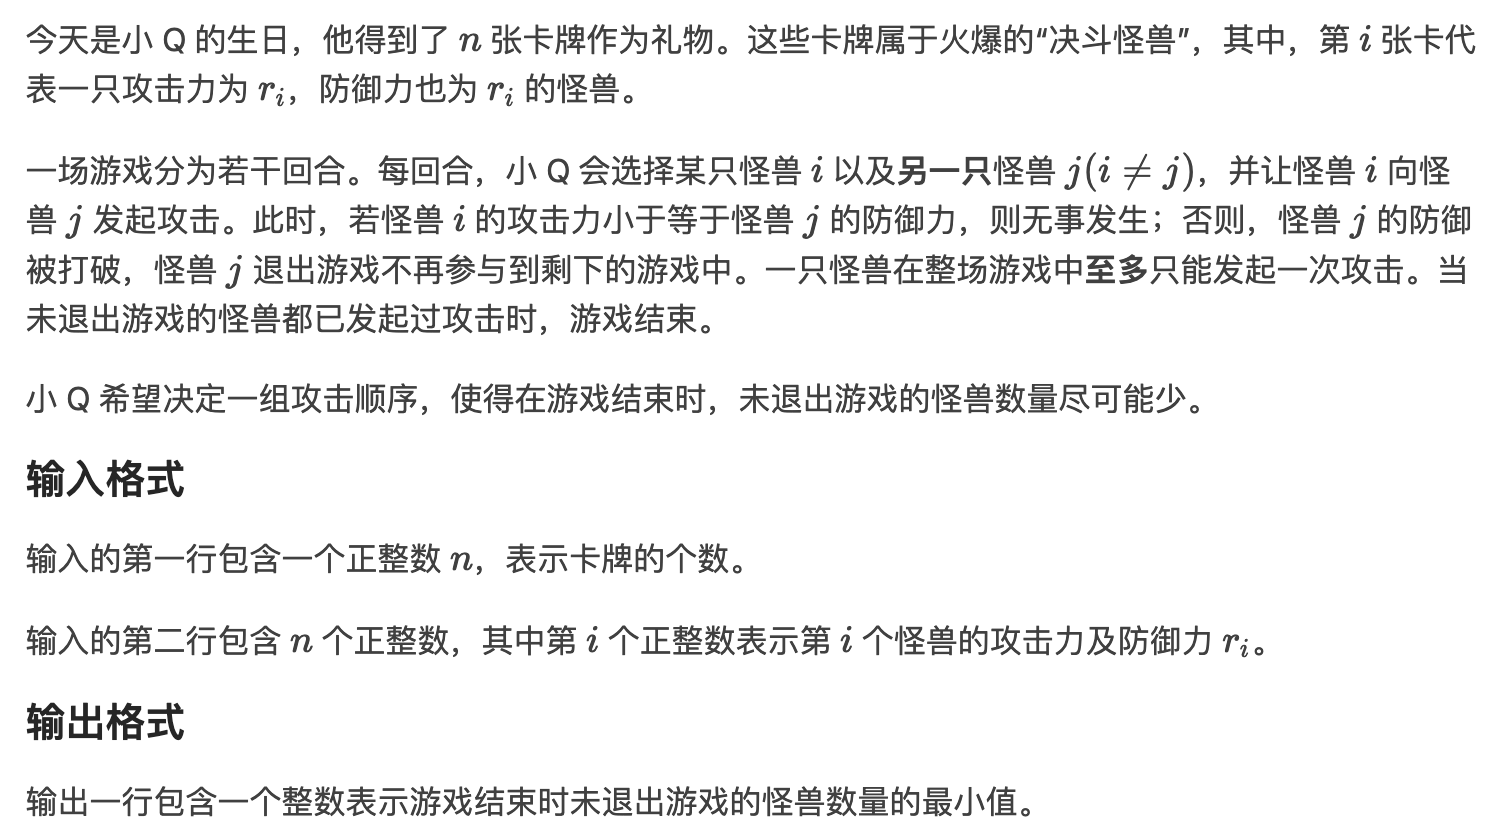 今天是小 Q 的生日，他得到了 n 张卡牌作为礼物。这些卡牌属于火爆的“决斗怪兽”，其中，第 i 张卡代
表一只攻击力为 r_i，防御力也为 r_i 的怪兽。
一场游戏分为若干回合。每回合，小 Q 会选择某只怪兽 i 以及另一只怪兽 j(i ≠ j)，并让怪兽 i 向怪
兽 j 发起攻击。此时，若怪兽 i 的攻击力小于等于怪兽 j 的防御力，则无事发生；否则，怪兽 j 的防御
被打破，怪兽 j 退出游戏不再参与到剩下的游戏中。一只怪兽在整场游戏中至多只能发起一次攻击。当
未退出游戏的怪兽都已发起过攻击时，游戏结束。
小 Q 希望决定一组攻击顺序，使得在游戏结束时，未退出游戏的怪兽数量尽可能少。
输入格式
输入的第一行包含一个正整数 n，表示卡牌的个数。
输入的第二行包含 n 个正整数，其中第 i 个正整数表示第 i 个怪兽的攻击力及防御力 r_i。
输出格式
输出一行包含一个整数表示游戏结束时未退出游戏的怪兽数量的最小值。